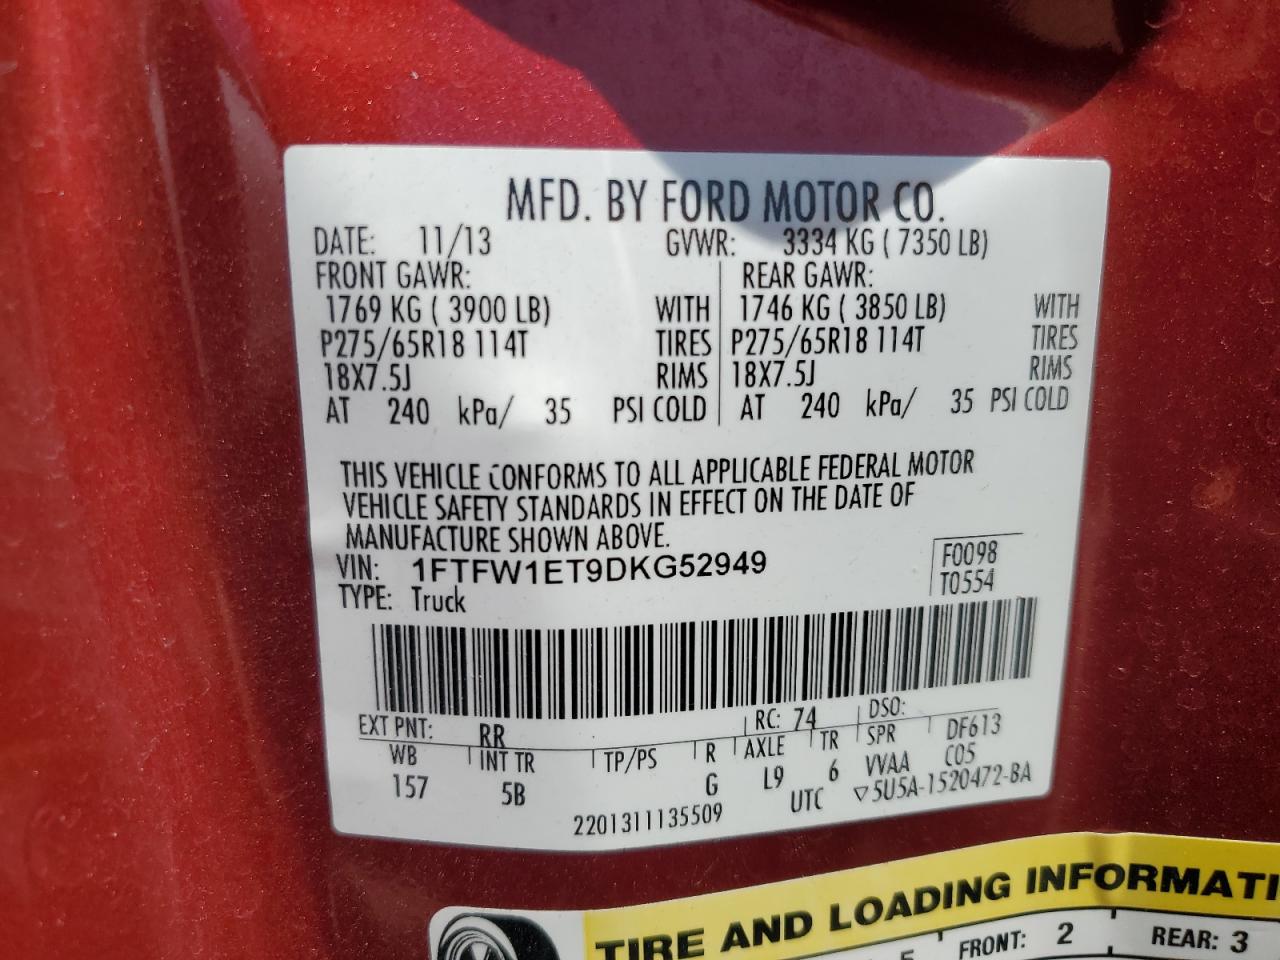 MFD. BY FORD MOTOR CO.
DATE: 11/13 GVWR: 3334 KG ( 7350 LB)
FRONT GAWR: REAR GAWR:
1769 KG ( 3900 LB) WITH 1746 KG ( 3850 LB) WITH
P275/65R18 114T TIRES P275/65R18 114T TIRES
18X7.5J RIMS 18X7.5J RIMS
AT 240 kPa/ 35 PSI COLD AT 240 kPa/ 35 PSI COLD
THIS VEHICLE CONFORMS TO ALL APPLICABLE FEDERAL MOTOR
VEHICLE SAFETY STANDARDS IN EFFECT ON THE DATE OF
MANUFACTURE SHOWN ABOVE.
VIN: 1FTFW1ET9DKG52949 F0098
TYPE: Truck T0554
EXT PNT: RR RC: 74 DSO:
WB INT TR TP/PS R AXLE TR SPR DF613
157 5B G L9 6 VVAA C05
2201311135509 UTC ▽5U5A-1520472-BA
TIRE AND LOADING INFORMATI
FRONT: 2 REAR: 3